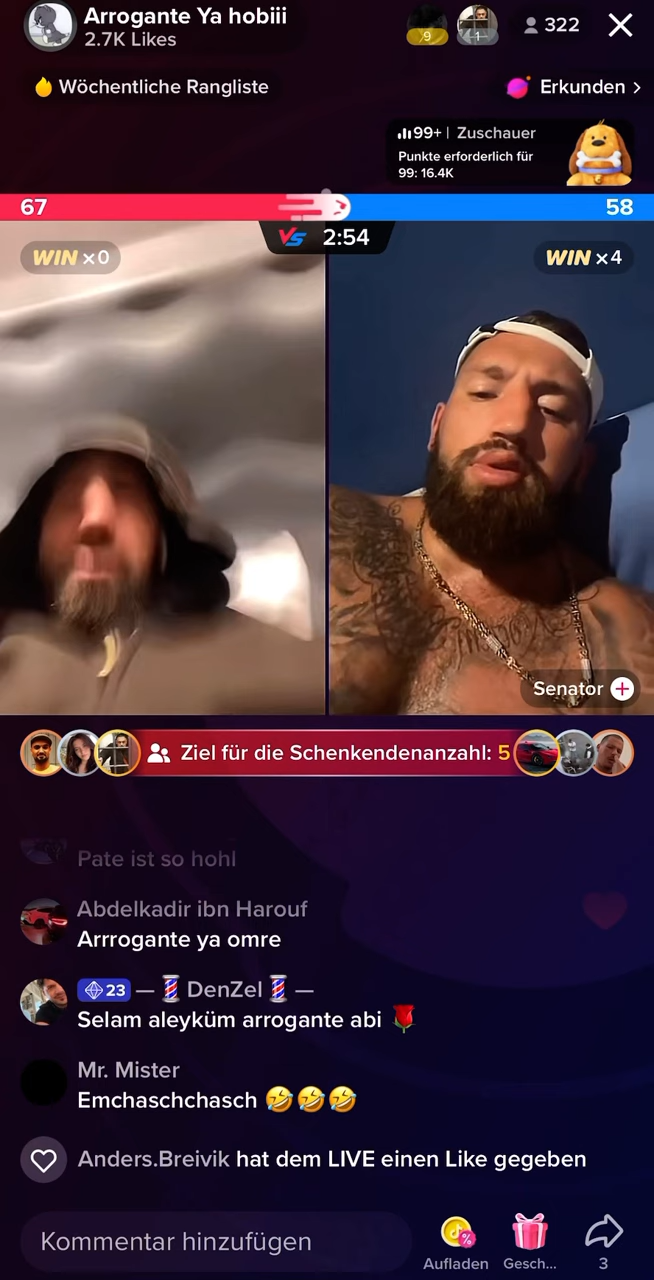 Arrogante Ya hobiii
2.7K Likes
9
1
322
Wöchentliche Rangliste
Erkunden >
99+ | Zuschauer
Punkte erforderlich für
99: 16.4K
67
58
VS 2:54
WIN x0
WIN x4
Senator +
Ziel für die Schenkendenanzahl: 5
Pate ist so hohl
Abdelkadir ibn Harouf
Arrrogante ya omre
23 — 💈 DenZel 💈 —
Selam aleyküm arrogante abi 🌹
Mr. Mister
Emchaschchasch 🤣🤣🤣
Anders.Breivik hat dem LIVE einen Like gegeben
Kommentar hinzufügen
Aufladen
Gesch...
3